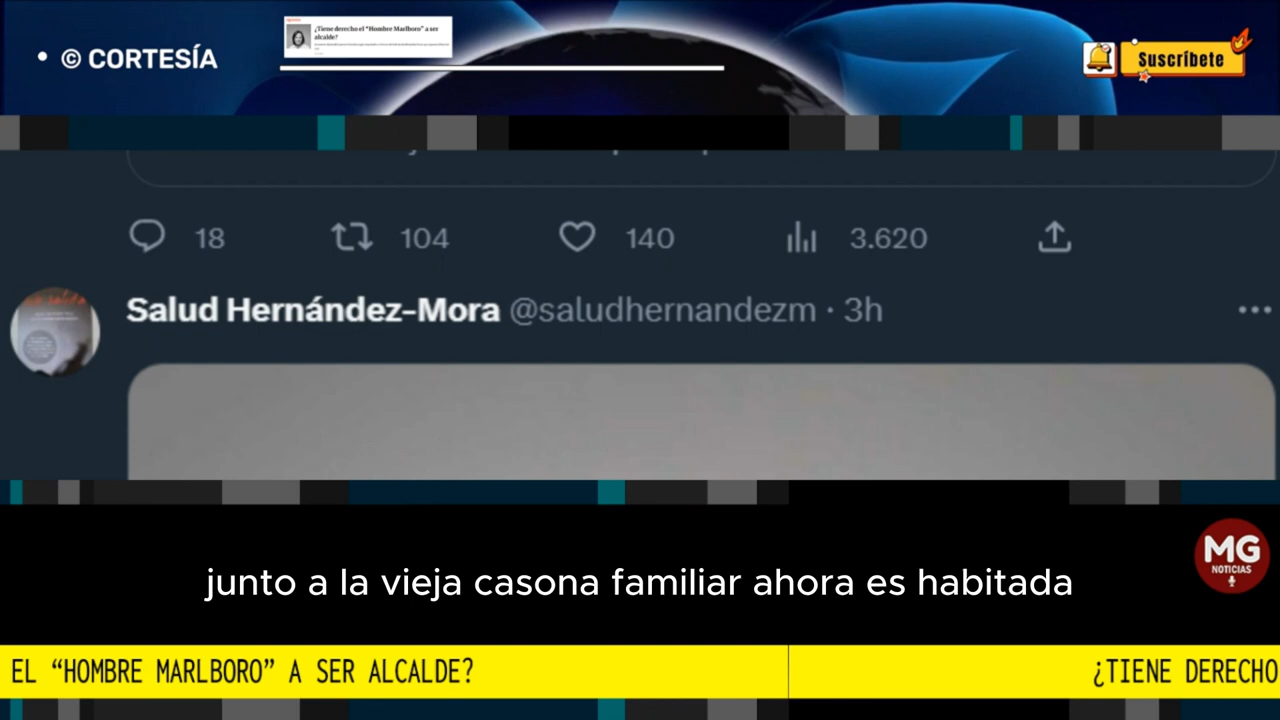 • © CORTESÍA
¿Tiene derecho el “Hombre Marlboro” a ser
alcalde?
Suscríbete
18 104 140 3.620
Salud Hernández-Mora @saludhernandezm · 3h
junto a la vieja casona familiar ahora es habitada
MG
NOTICIAS
EL “HOMBRE MARLBORO” A SER ALCALDE? ¿TIENE DERECHO